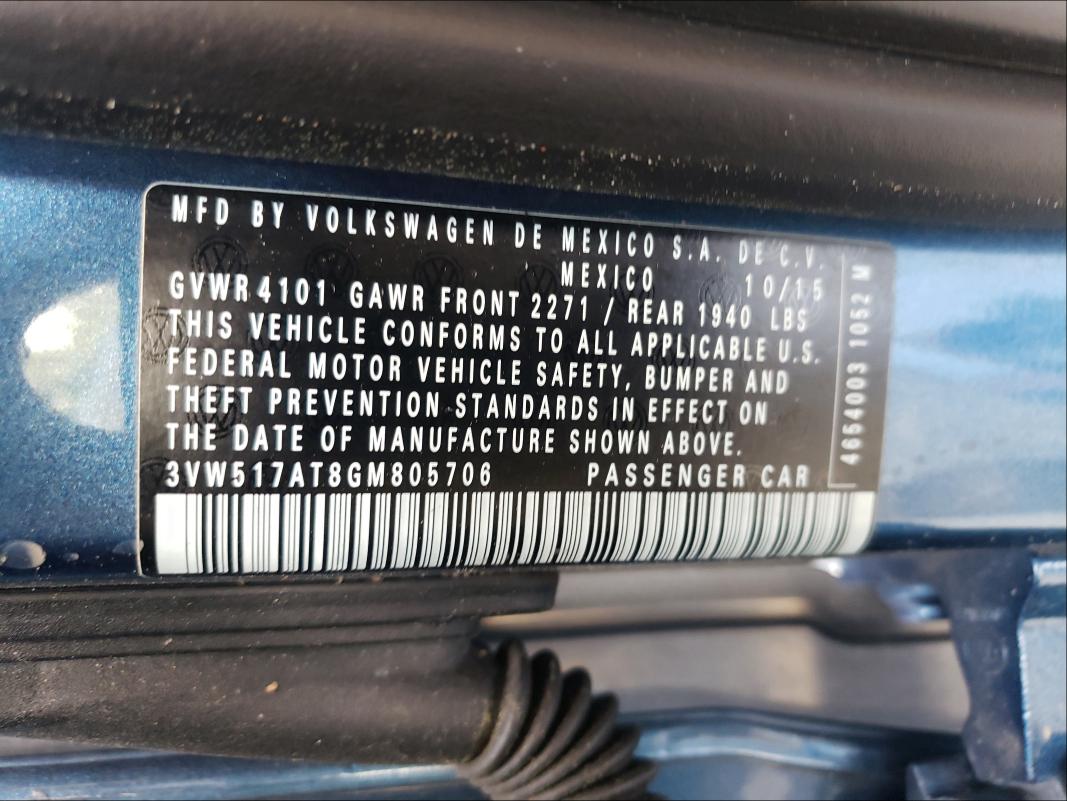 MFD BY VOLKSWAGEN DE MEXICO S.A. DE C.V.
MEXICO 10/15
GVWR 4101 GAWR FRONT 2271 / REAR 1940 LBS
THIS VEHICLE CONFORMS TO ALL APPLICABLE U.S.
FEDERAL MOTOR VEHICLE SAFETY, BUMPER AND
THEFT PREVENTION STANDARDS IN EFFECT ON
THE DATE OF MANUFACTURE SHOWN ABOVE.
3VW517AT8GM805706 PASSENGER CAR
4654003 1052 M